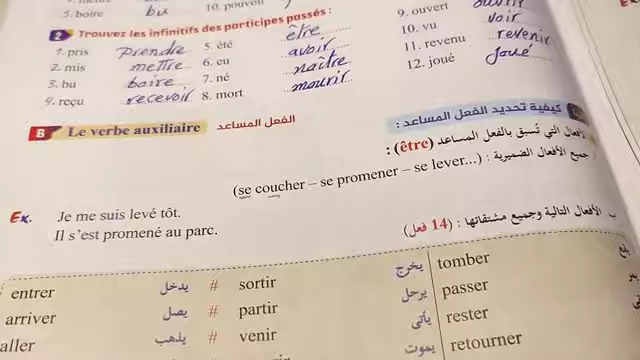 5. boire bu 10. pouvoir
2 Trouvez les infinitifs des participes passés :
1. pris Prendre 5. été être 9. ouvert ouvrir
2. mis mettre 6. eu avoir 10. vu voir
3. bu boire 7. né naître 11. revenu revenir
4. reçu recevoir 8. mort mourir 12. joué joué
B Le verbe auxiliaire الفعل المساعد
كيفية تحديد الفعل المساعد :
الأفعال التي تُسبق بالفعل المساعد (être) :
جميع الأفعال الضميرية : (se coucher – se promener – se lever...)
Ex. Je me suis levé tôt.
Il s'est promené au parc.
ب الأفعال التالية وجميع مشتقاتها : (14 فعل)
entrer يدخل # sortir يخرج tomber يقع
arriver يصل # partir يرحل passer
aller يذهب # venir يأتى rester
يموت retourner